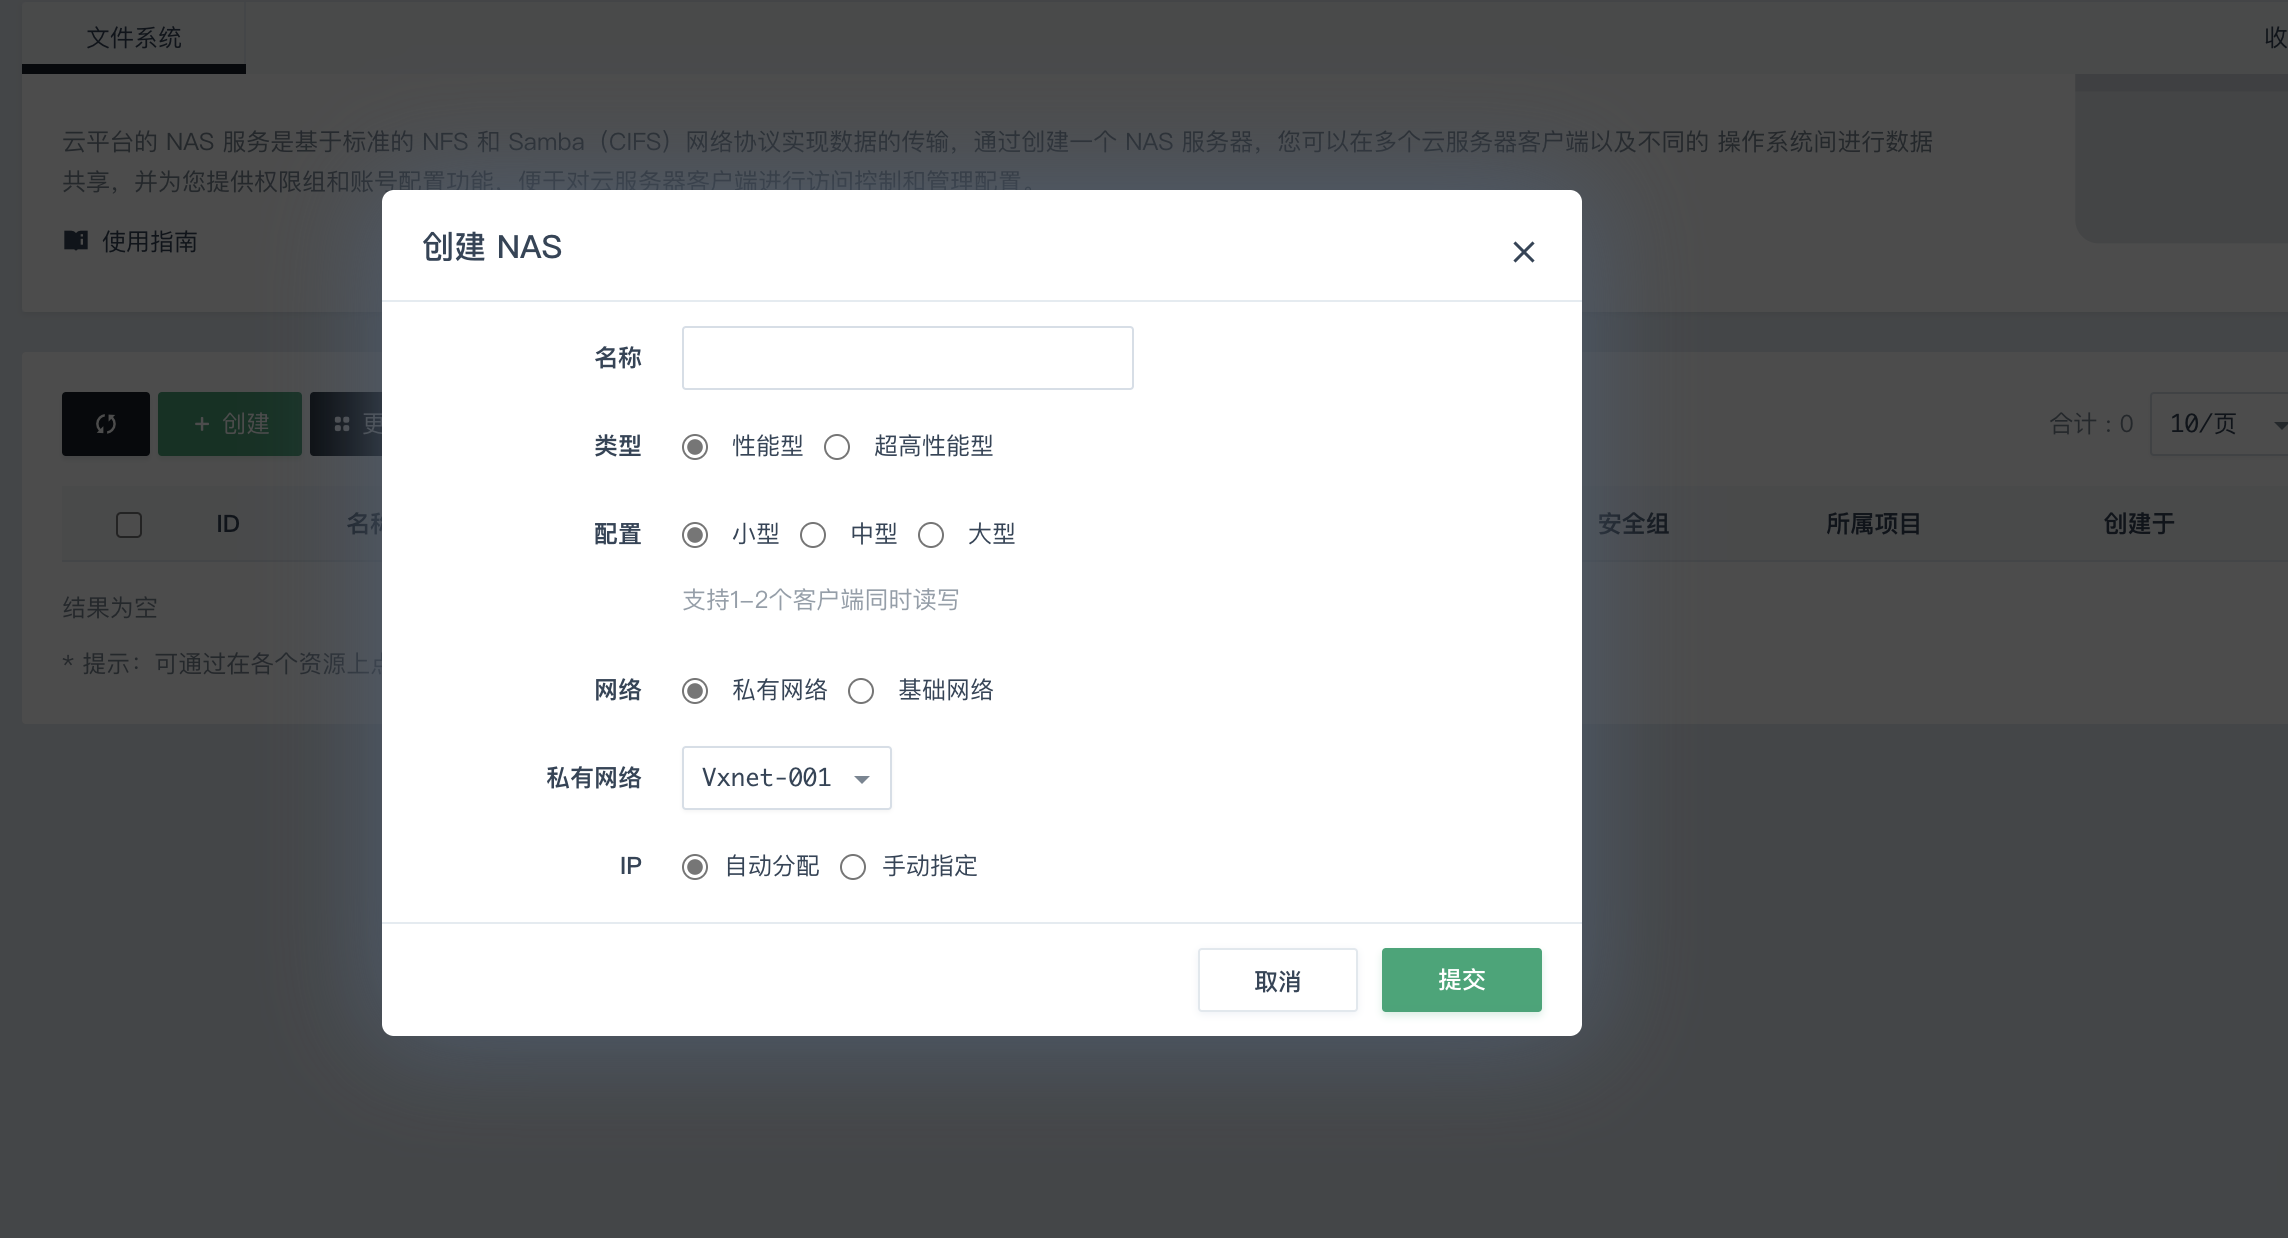 文件系统
收
云平台的 NAS 服务是基于标准的 NFS 和 Samba（CIFS）网络协议实现数据的传输，通过创建一个 NAS 服务器，您可以在多个云服务器客户端以及不同的 操作系统间进行数据
共享，并为您提供权限组和账号配置功能，便于对云服务器客户端进行访问控制和管理配置。
使用指南
创建 NAS
名称
+ 创建
更
合计：0
10/页
类型
性能型
超高性能型
ID
名称
安全组
所属项目
创建于
配置
小型
中型
大型
支持1-2个客户端同时读写
结果为空
* 提示：可通过在各个资源上点
网络
私有网络
基础网络
私有网络
Vxnet-001
IP
自动分配
手动指定
取消
提交